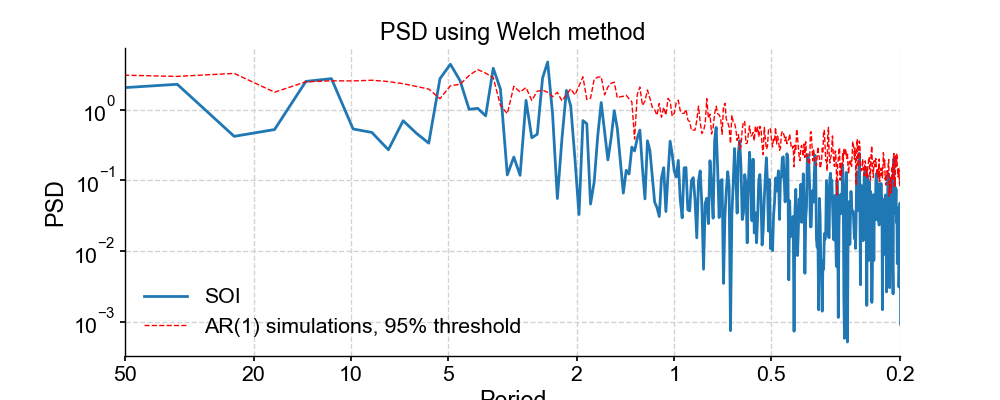 PSD using Welch method
PSD
10^0
10^−1
10^−2
10^−3
SOI
AR(1) simulations, 95% threshold
50 20 10 5 2 1 0.5 0.2
Period